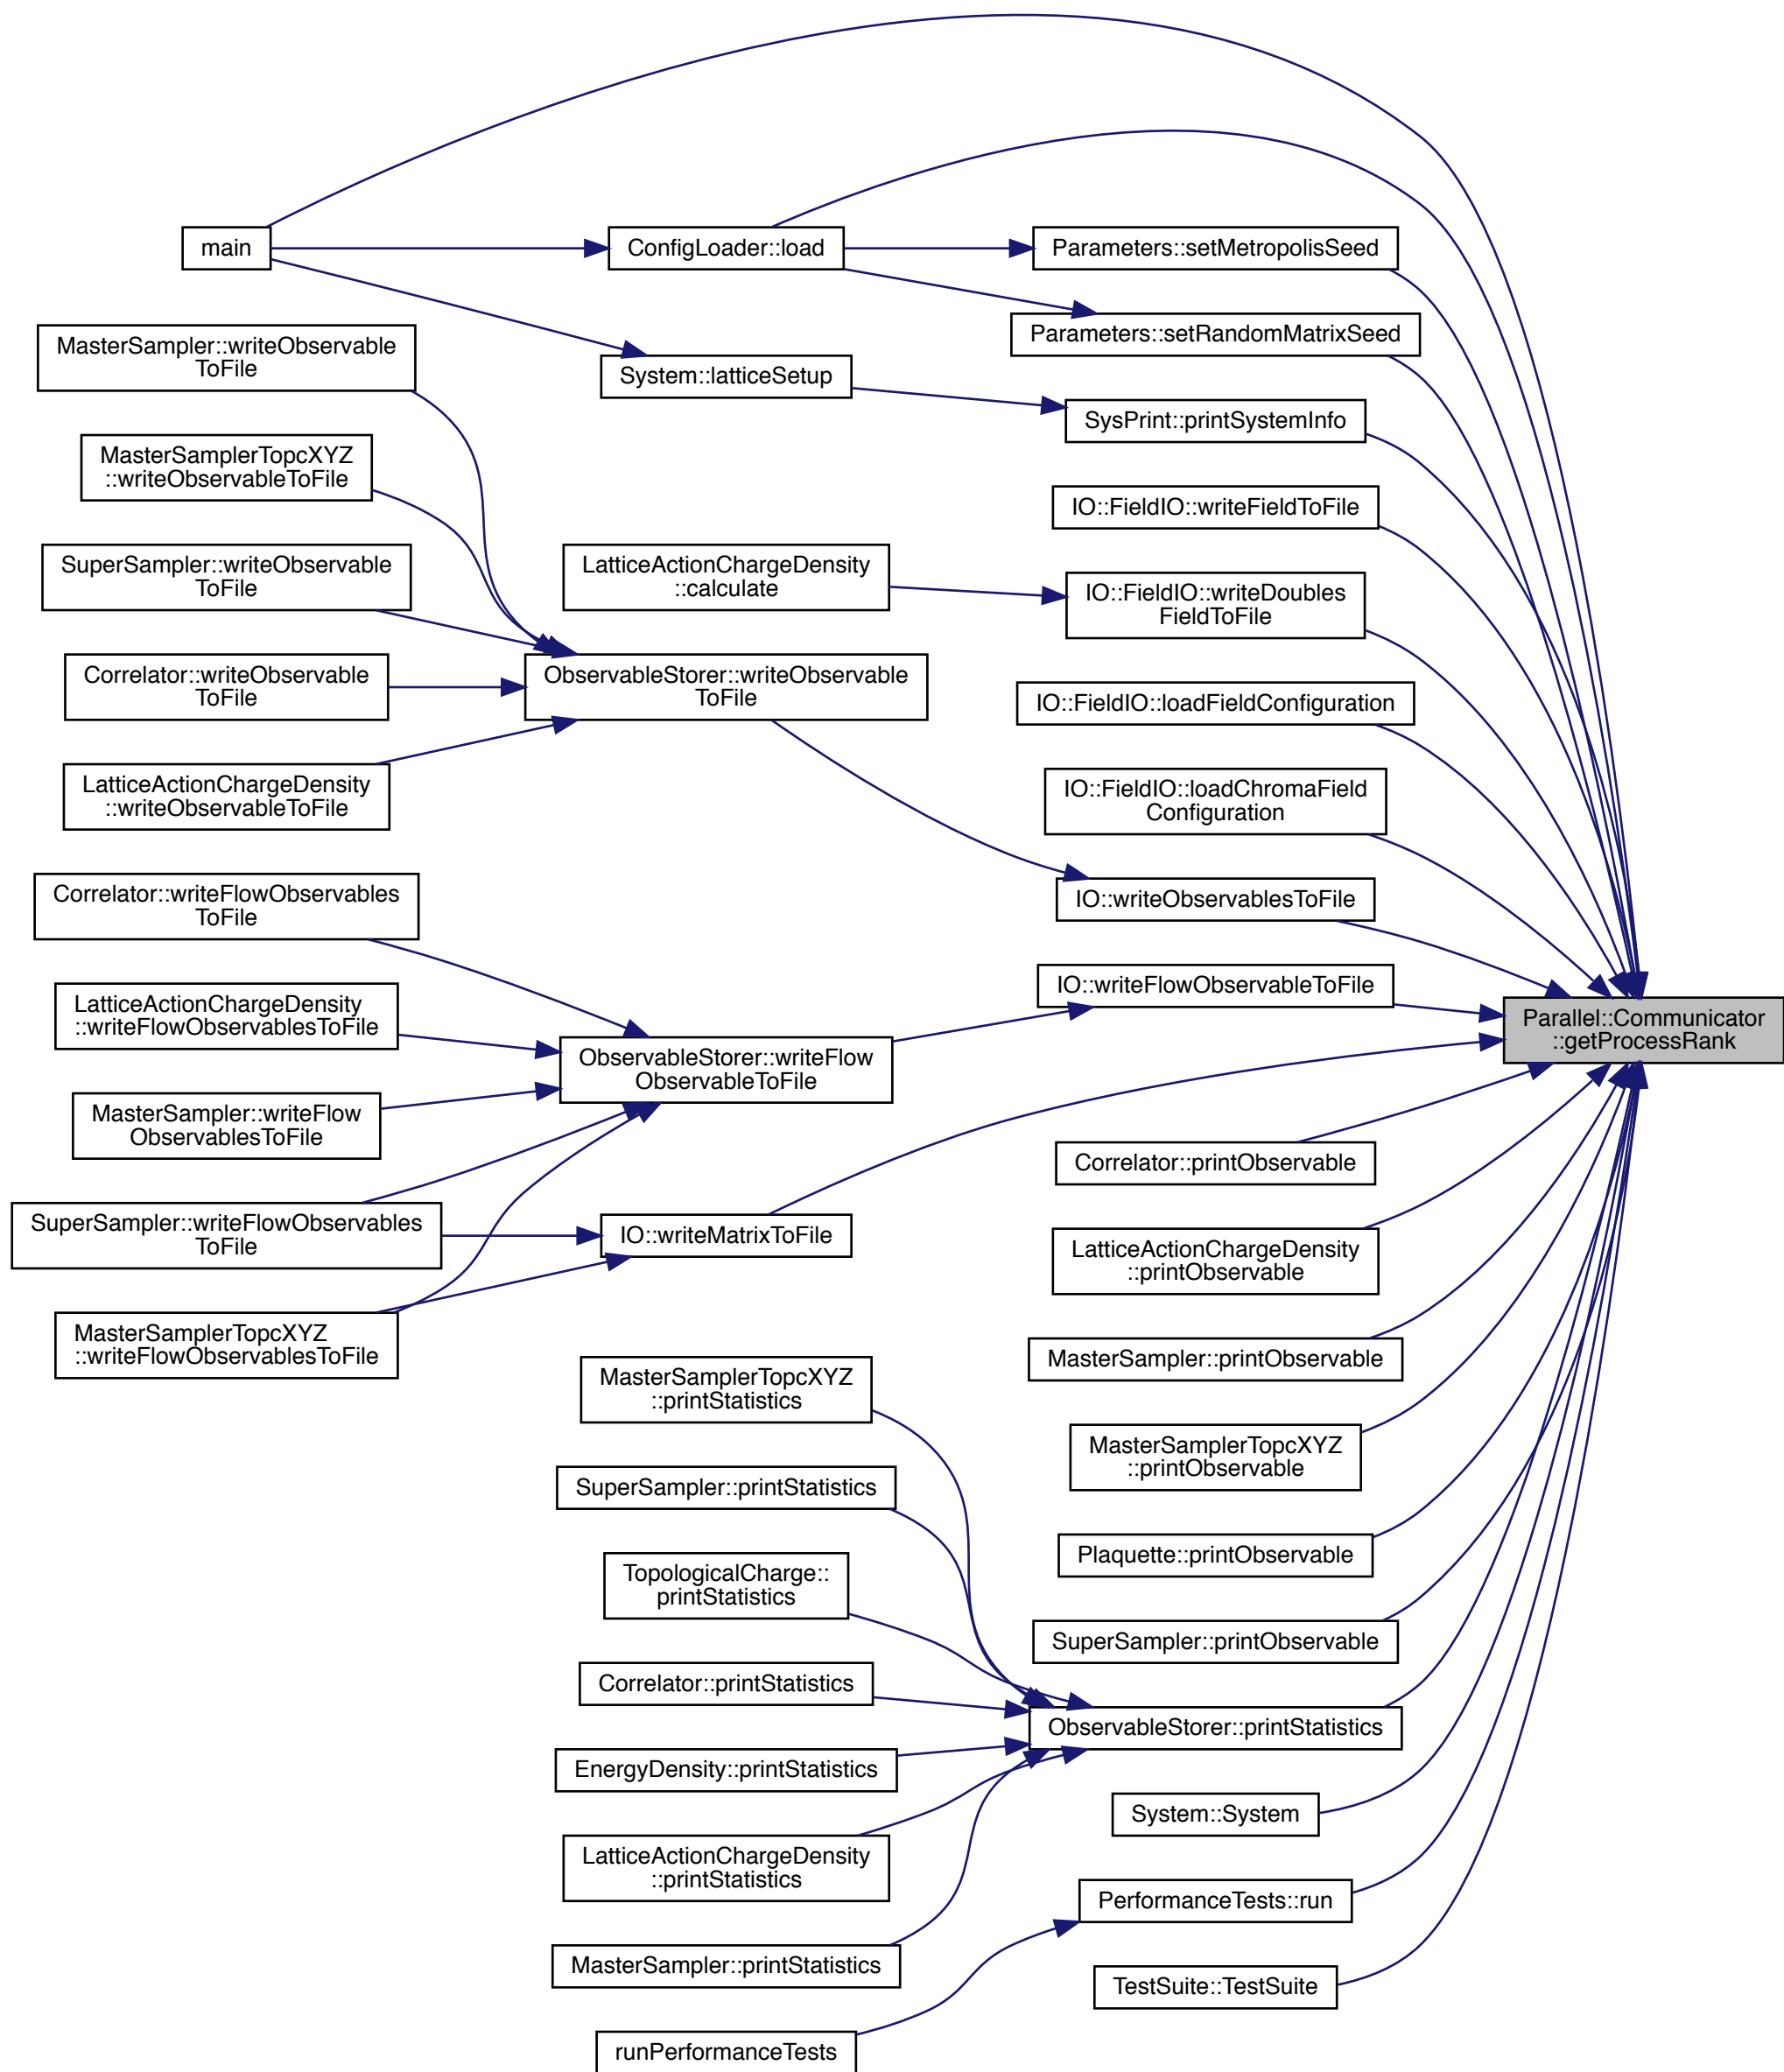 main
ConfigLoader::load
Parameters::setMetropolisSeed
Parameters::setRandomMatrixSeed
MasterSampler::writeObservable
ToFile
System::latticeSetup
SysPrint::printSystemInfo
MasterSamplerTopcXYZ
::writeObservableToFile
IO::FieldIO::writeFieldToFile
SuperSampler::writeObservable
ToFile
LatticeActionChargeDensity
::calculate
IO::FieldIO::writeDoubles
FieldToFile
Correlator::writeObservable
ToFile
ObservableStorer::writeObservable
ToFile
IO::FieldIO::loadFieldConfiguration
LatticeActionChargeDensity
::writeObservableToFile
IO::FieldIO::loadChromaField
Configuration
Correlator::writeFlowObservables
ToFile
IO::writeObservablesToFile
LatticeActionChargeDensity
::writeFlowObservablesToFile
IO::writeFlowObservableToFile
Parallel::Communicator
::getProcessRank
ObservableStorer::writeFlow
ObservableToFile
MasterSampler::writeFlow
ObservablesToFile
Correlator::printObservable
SuperSampler::writeFlowObservables
ToFile
IO::writeMatrixToFile
LatticeActionChargeDensity
::printObservable
MasterSamplerTopcXYZ
::writeFlowObservablesToFile
MasterSampler::printObservable
MasterSamplerTopcXYZ
::printStatistics
MasterSamplerTopcXYZ
::printObservable
SuperSampler::printStatistics
Plaquette::printObservable
TopologicalCharge::
printStatistics
SuperSampler::printObservable
Correlator::printStatistics
ObservableStorer::printStatistics
EnergyDensity::printStatistics
System::System
LatticeActionChargeDensity
::printStatistics
PerformanceTests::run
MasterSampler::printStatistics
TestSuite::TestSuite
runPerformanceTests